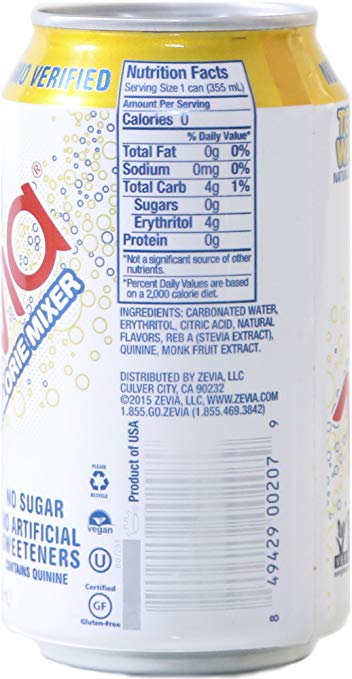 VERIFIED
®
CALORIE MIXER
NO SUGAR
NO ARTIFICIAL
SWEETENERS
CONTAINS QUININE
Nutrition Facts
Serving Size 1 can (355 mL)
Amount Per Serving
Calories 0
% Daily Value*
Total Fat 0g 0%
Sodium 0mg 0%
Total Carb 4g 1%
Sugars 0g
Erythritol 4g
Protein 0g
*Not a significant source of other
nutrients.
*Percent Daily Values are based
on a 2,000 calorie diet.
INGREDIENTS: CARBONATED WATER,
ERYTHRITOL, CITRIC ACID, NATURAL
FLAVORS, REB A (STEVIA EXTRACT),
QUININE, MONK FRUIT EXTRACT.
DISTRIBUTED BY ZEVIA, LLC
CULVER CITY, CA 90232
©2015 ZEVIA, LLC, WWW.ZEVIA.COM
1.855.GO.ZEVIA (1.855.469.3842)
Product of USA
PLEASE
RECYCLE
vegan
U
Certified
GF
Gluten-Free
8 49429 00207 9